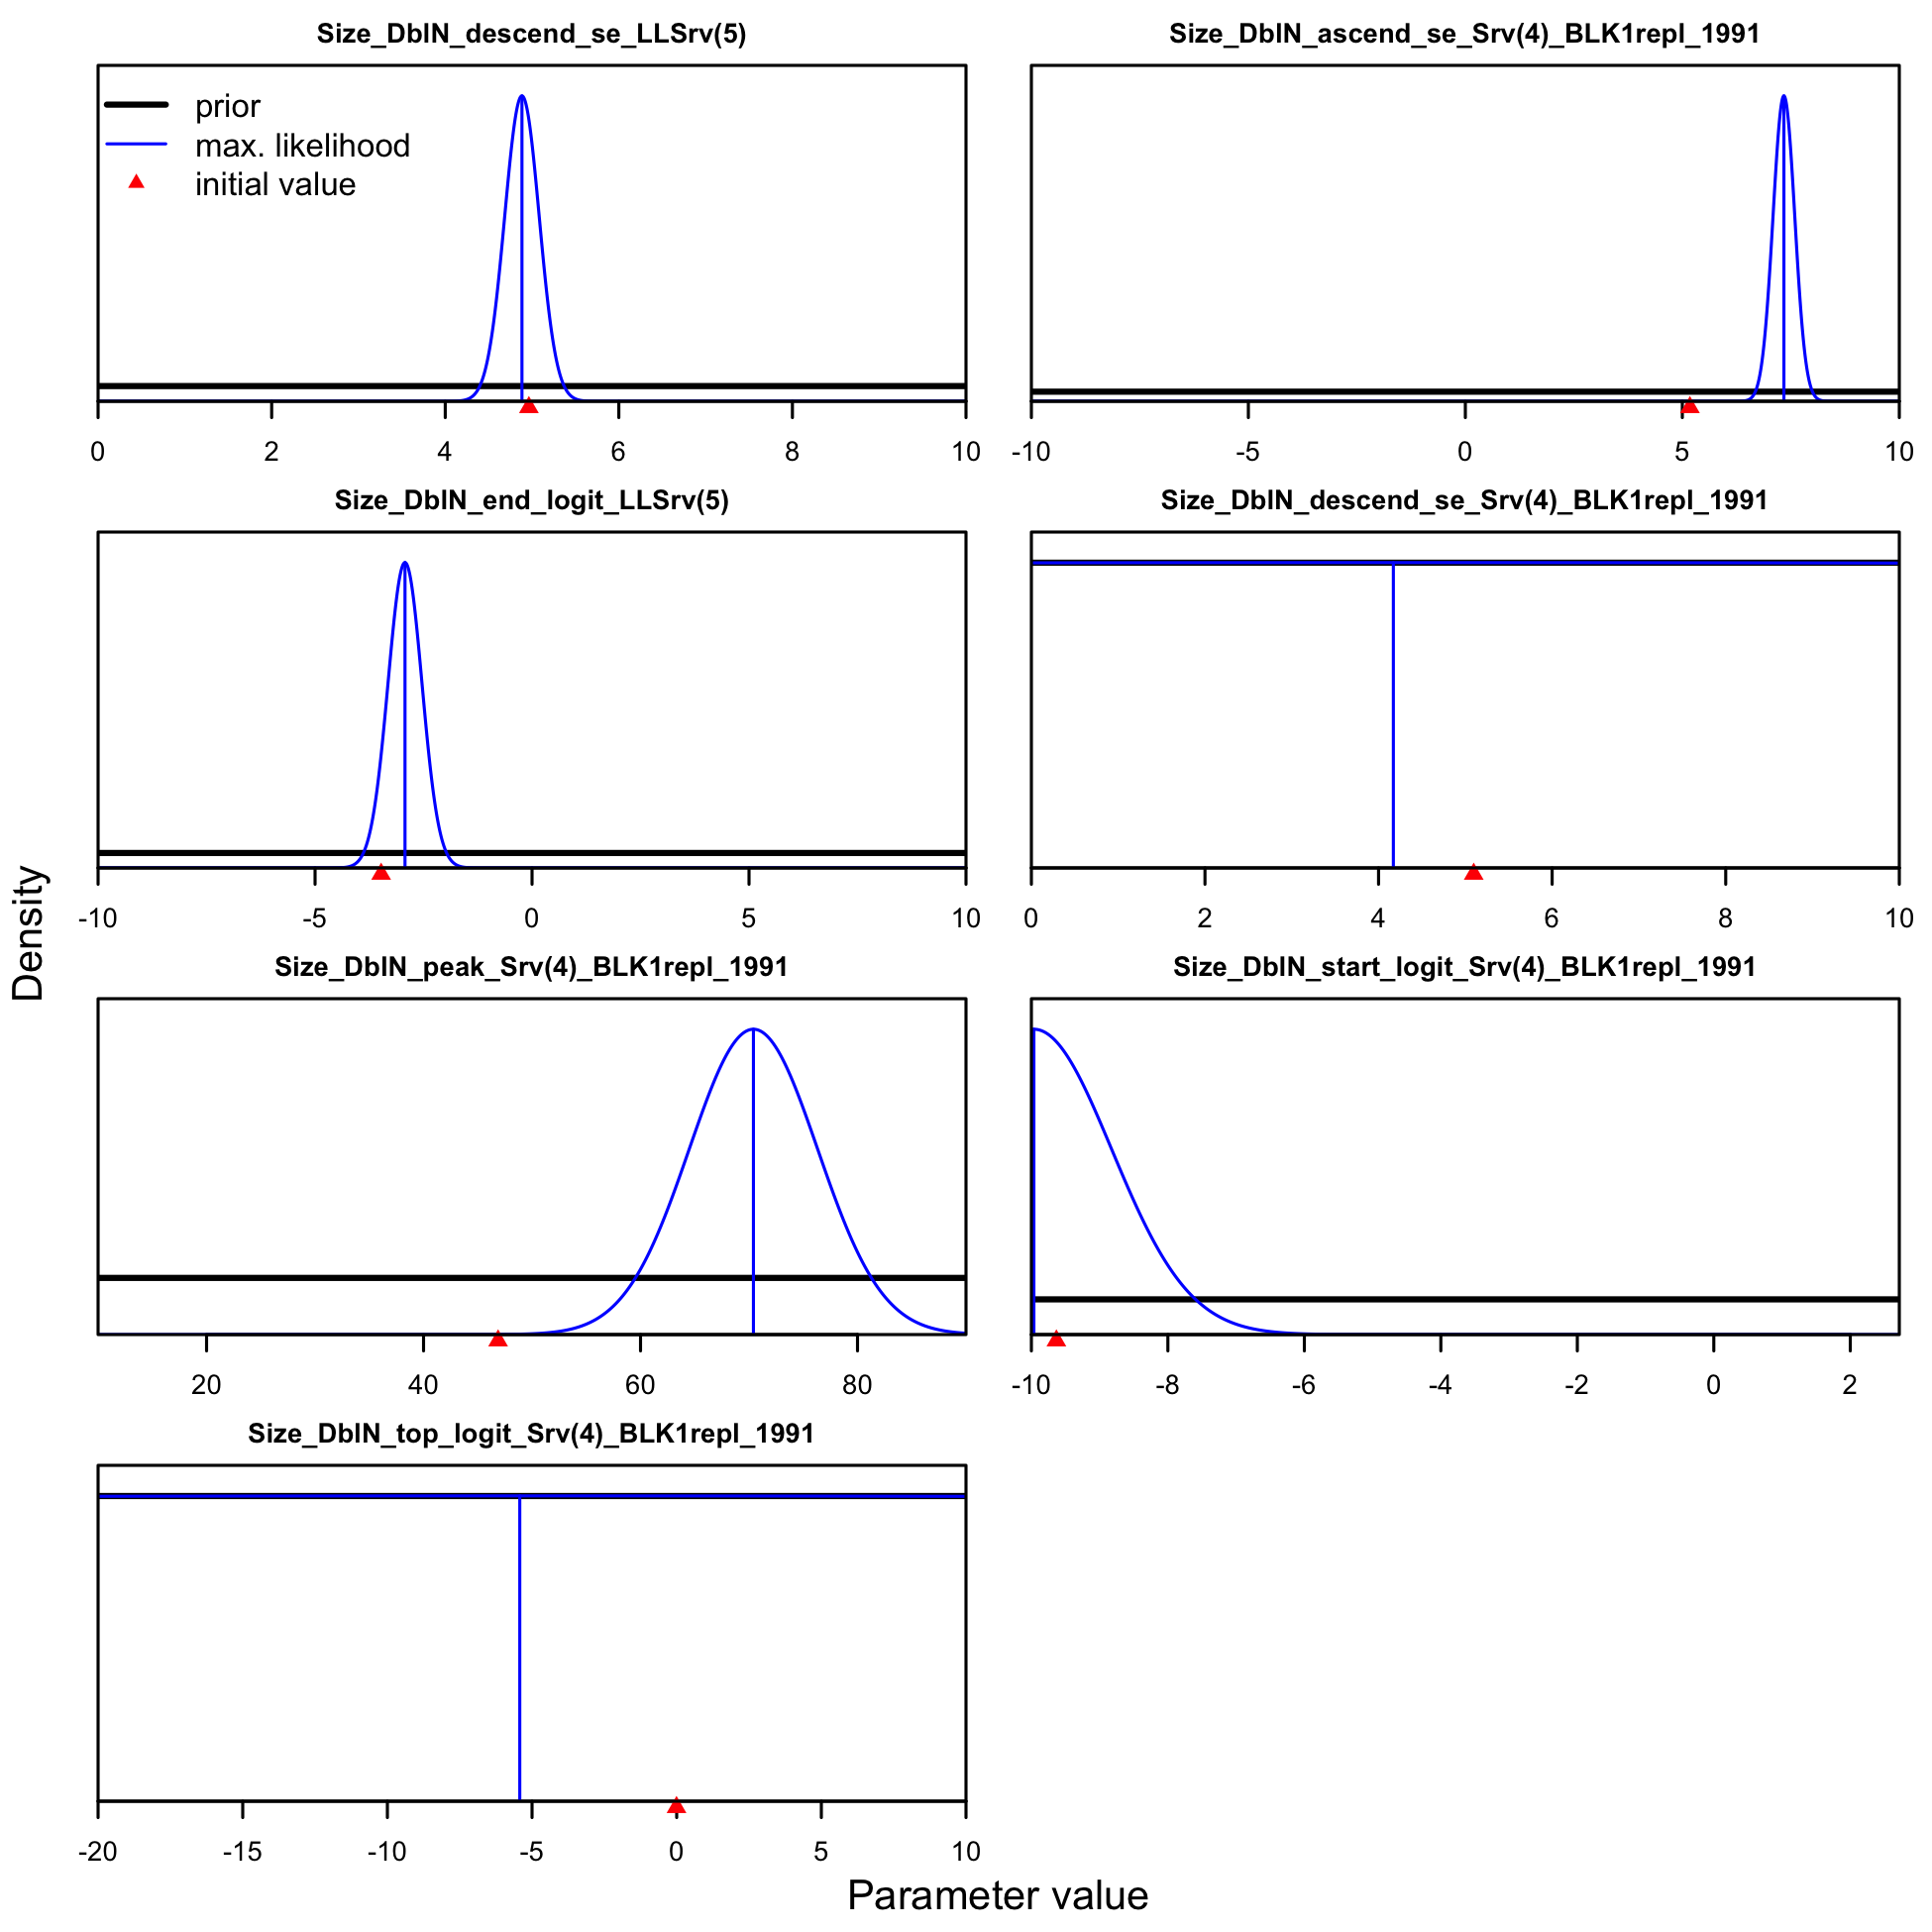 Size_DblN_descend_se_LLSrv(5)
prior
max. likelihood
initial value
0 2 4 6 8 10
Size_DblN_ascend_se_Srv(4)_BLK1repl_1991
-10 -5 0 5 10
Size_DblN_end_logit_LLSrv(5)
-10 -5 0 5 10
Size_DblN_descend_se_Srv(4)_BLK1repl_1991
0 2 4 6 8 10
Size_DblN_peak_Srv(4)_BLK1repl_1991
20 40 60 80
Size_DblN_start_logit_Srv(4)_BLK1repl_1991
-10 -8 -6 -4 -2 0 2
Size_DblN_top_logit_Srv(4)_BLK1repl_1991
-20 -15 -10 -5 0 5 10
Density
Parameter value